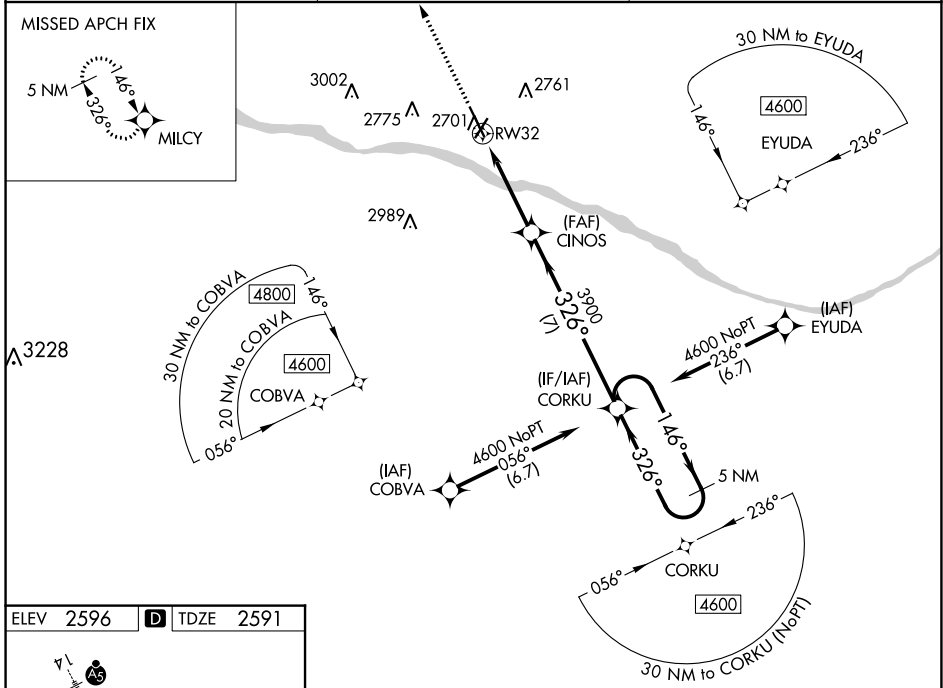 MISSED APCH FIX
5 NM
146°
326°
MILCY
3002
2775
2701
2761
RW32
30 NM to EYUDA
4600
146°
EYUDA
236°
2989
(FAF)
CINOS
3900
326°
(7)
30 NM to COBVA
4800
146°
20 NM to COBVA
4600
COBVA
056°
3228
(IAF)
EYUDA
4600 NoPT
236°
(6.7)
(IF/IAF)
CORKU
146°
326°
5 NM
4600 NoPT
056°
(6.7)
(IAF)
COBVA
236°
056°
CORKU
4600
30 NM to CORKU (NoPT)
ELEV 2596 D TDZE 2591
14
A5